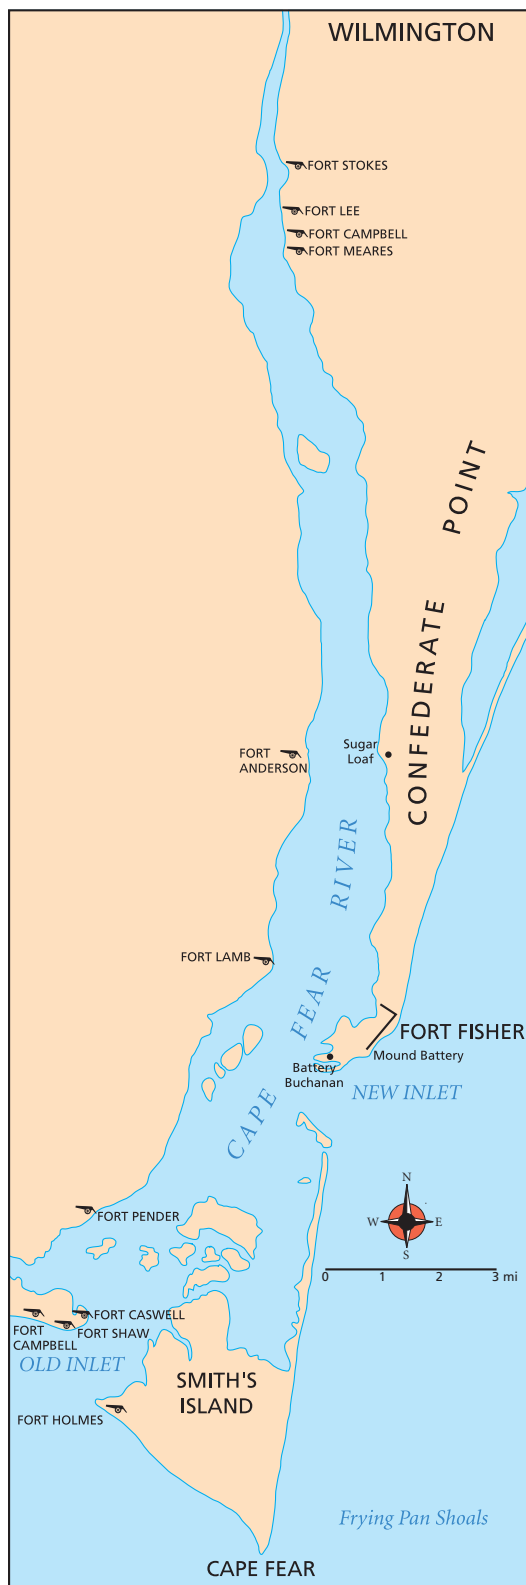 WILMINGTON
FORT STOKES
FORT LEE
FORT CAMPBELL
FORT MEARES
CONFEDERATE POINT
FORT
ANDERSON
Sugar
Loaf
CAPE FEAR RIVER
FORT LAMB
FORT FISHER
Mound Battery
Battery
Buchanan
NEW INLET
N
W E
S
FORT PENDER
0 1 2 3 mi
FORT CASWELL
FORT SHAW
FORT
CAMPBELL
OLD INLET
SMITH'S
ISLAND
FORT HOLMES
Frying Pan Shoals
CAPE FEAR